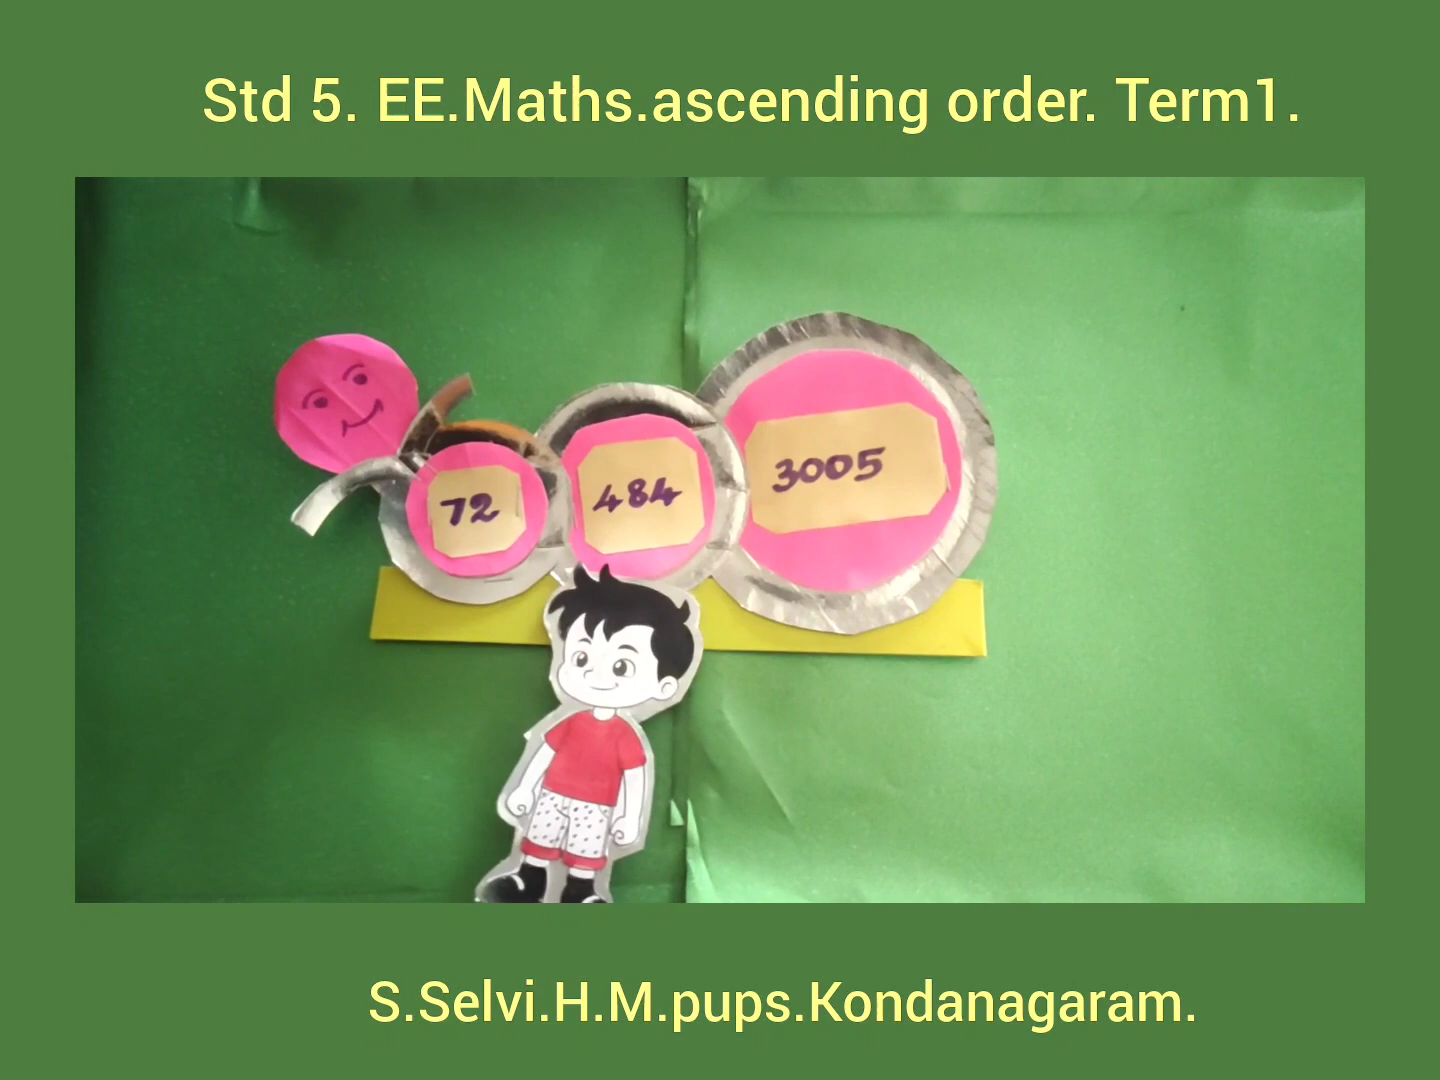 Std 5. EE.Maths.ascending order. Term1.
72 484 3005
S.Selvi.H.M.pups.Kondanagaram.